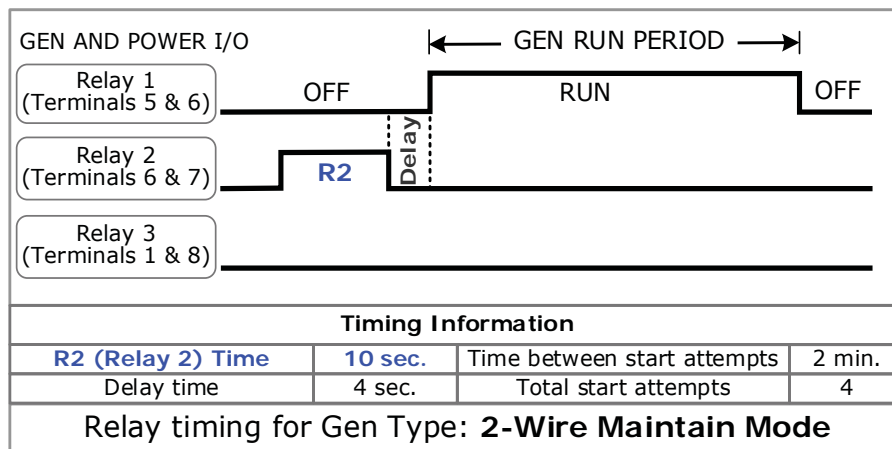 GEN AND POWER I/O
GEN RUN PERIOD
Relay 1
(Terminals 5 & 6)
OFF
RUN
OFF
Relay 2
(Terminals 6 & 7)
R2
Delay
Relay 3
(Terminals 1 & 8)
Timing Information
R2 (Relay 2) Time 10 sec. Time between start attempts 2 min.
Delay time 4 sec. Total start attempts 4
Relay timing for Gen Type: 2-Wire Maintain Mode